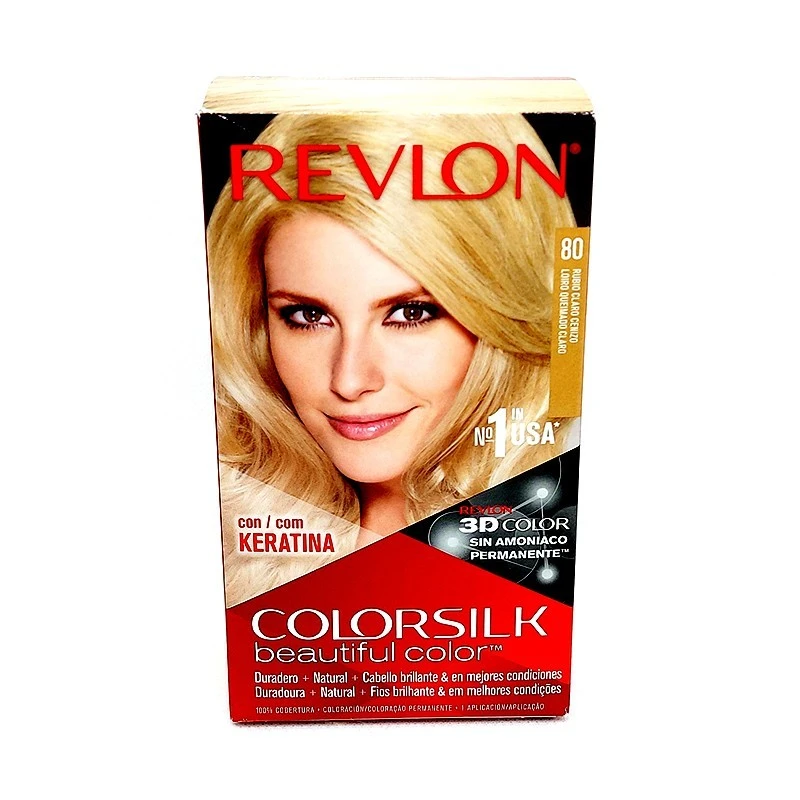 REVLON®
80
RUBIO CLARO CENIZO
LOIRO QUEIMADO CLARO
Nº1 IN USA*
con / com
KERATINA
REVLON
3D COLOR
SIN AMONIACO
PERMANENTE™
COLORSILK
beautiful color™
Duradero + Natural + Cabello brillante & en mejores condiciones
Duradoura + Natural + Fios brilhante & em melhores condições
100% COBERTURA • COLORACIÓN/COLORAÇÃO PERMANENTE • 1 APLICACIÓN/APLICAÇÃO